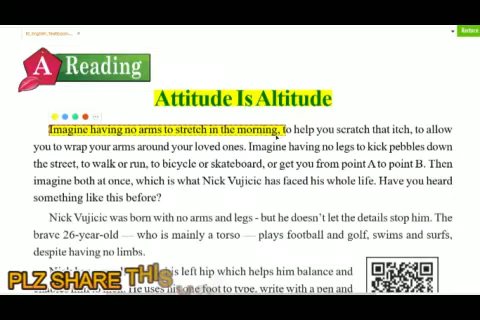 A Reading
Attitude Is Altitude
Imagine having no arms to stretch in the morning, to help you scratch that itch, to allow
you to wrap your arms around your loved ones. Imagine having no legs to kick pebbles down
the street, to walk or run, to bicycle or skateboard, or get you from point A to point B. Then
imagine both at once, which is what Nick Vujicic has faced his whole life. Have you heard
something like this before?
Nick Vujicic was born with no arms and legs - but he doesn't let the details stop him. The
brave 26-year-old — who is mainly a torso — plays football and golf, swims and surfs,
despite having no limbs.
is left hip which helps him balance and
He uses his one foot to type, write with a pen and
PLZ SHARE THIS